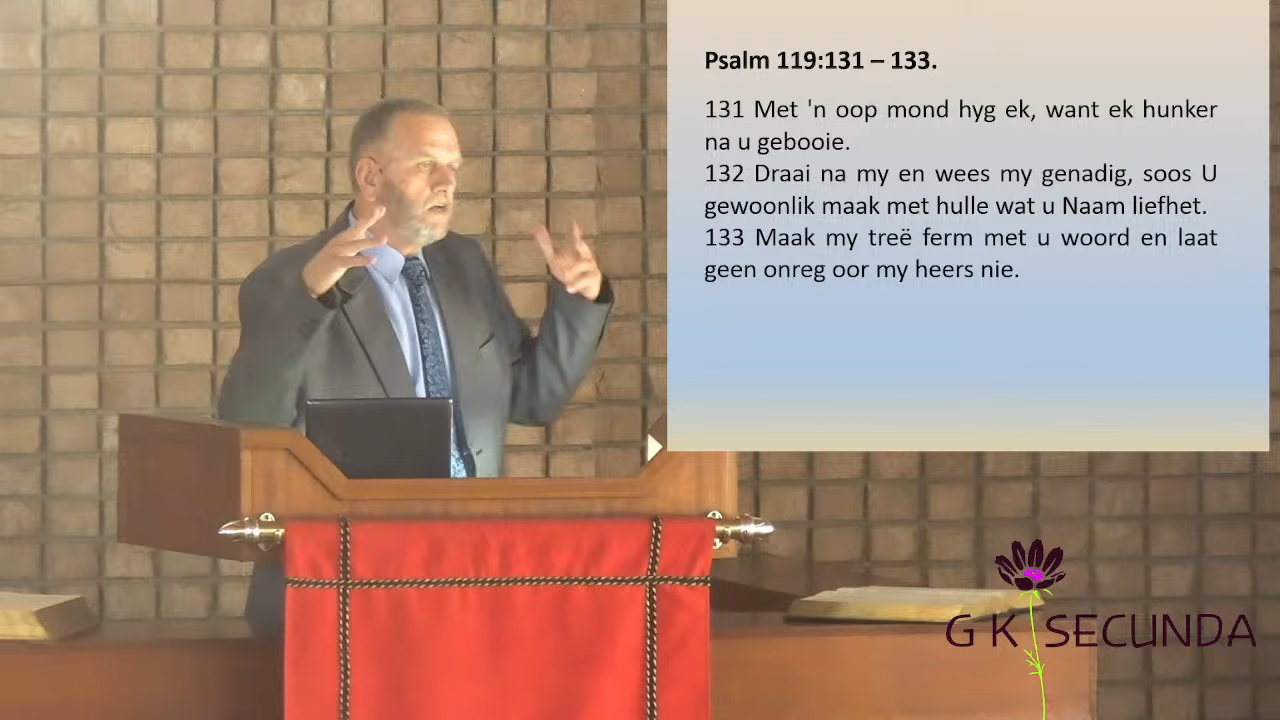 Psalm 119:131 – 133.
131 Met 'n oop mond hyg ek, want ek hunker
na u gebooie.
132 Draai na my en wees my genadig, soos U
gewoonlik maak met hulle wat u Naam liefhet.
133 Maak my treë ferm met u woord en laat
geen onreg oor my heers nie.
G K SECUNDA